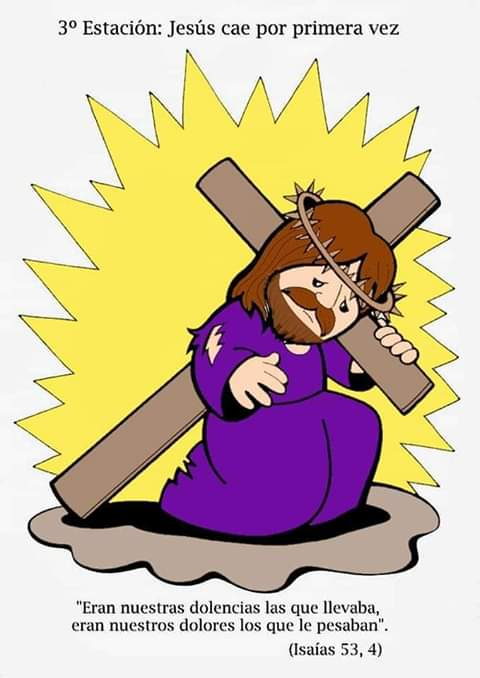 3º Estación: Jesús cae por primera vez
"Eran nuestras dolencias las que llevaba,
eran nuestros dolores los que le pesaban".
(Isaías 53, 4)